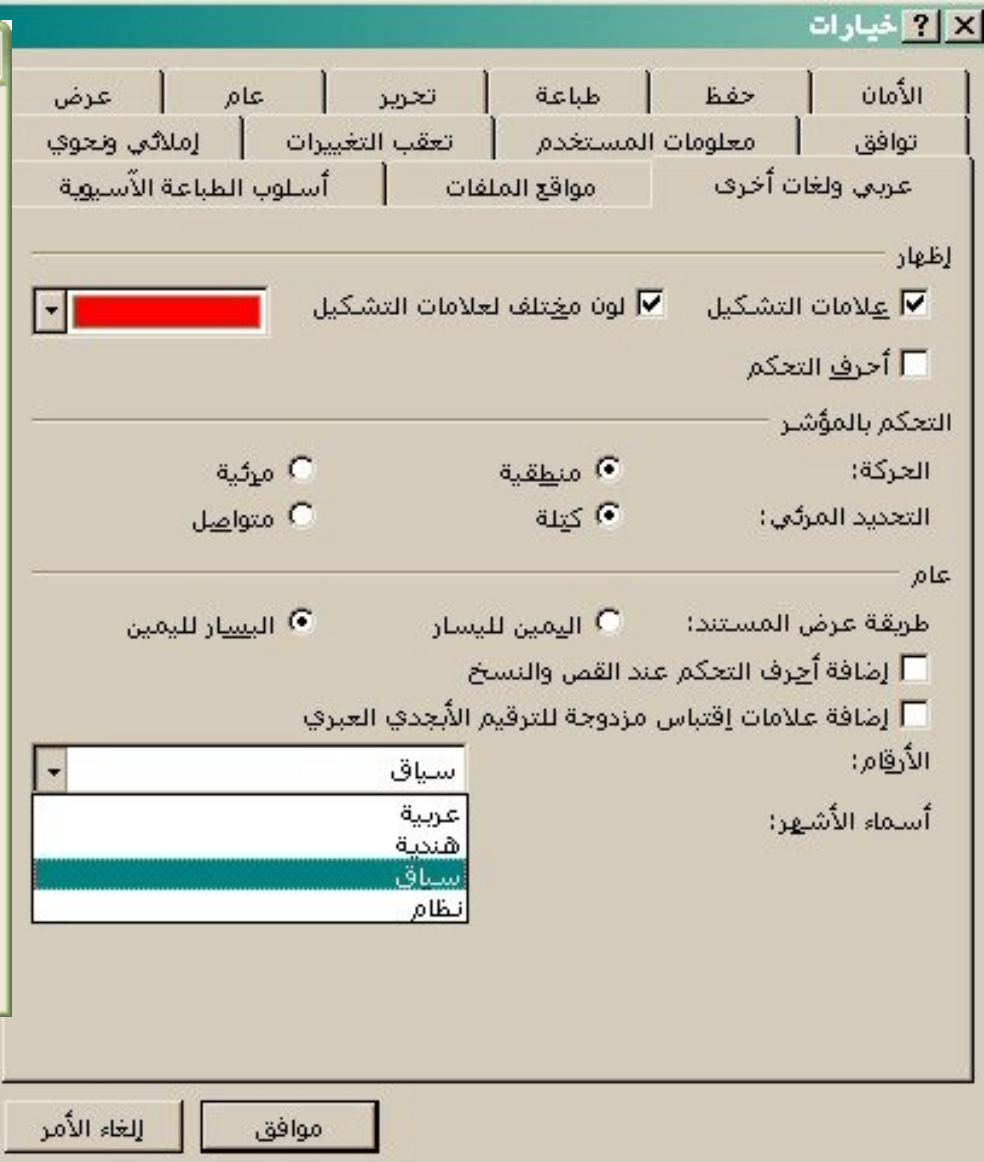 خيارات
الأمان حفظ طباعة تحرير عام عرض
توافق معلومات المستخدم تعقب التغييرات إملائي ونحوي
عربي ولغات أخرى مواقع الملفات أسلوب الطباعة الآسيوية
إظهار
علامات التشكيل لون مختلف لعلامات التشكيل
أحرف التحكم
التحكم بالمؤشر
الحركة: منطقية مرئية
التحديد المرئي: كتلة متواصل
عام
طريقة عرض المستند: اليمين لليسار اليسار لليمين
إضافة أحرف التحكم عند القص والنسخ
إضافة علامات إقتباس مزدوجة للترقيم الأبجدي العبري
الأرقام: سياق
عربية
أسماء الأشهر:
هندية
سياق
نظام
موافق إلغاء الأمر